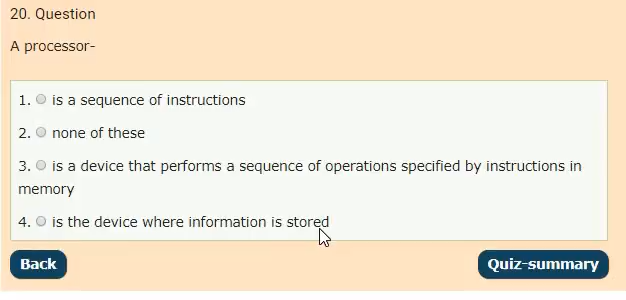 20. Question
A processor-
1. is a sequence of instructions
2. none of these
3. is a device that performs a sequence of operations specified by instructions in
memory
4. is the device where information is stored
Back
Quiz-summary